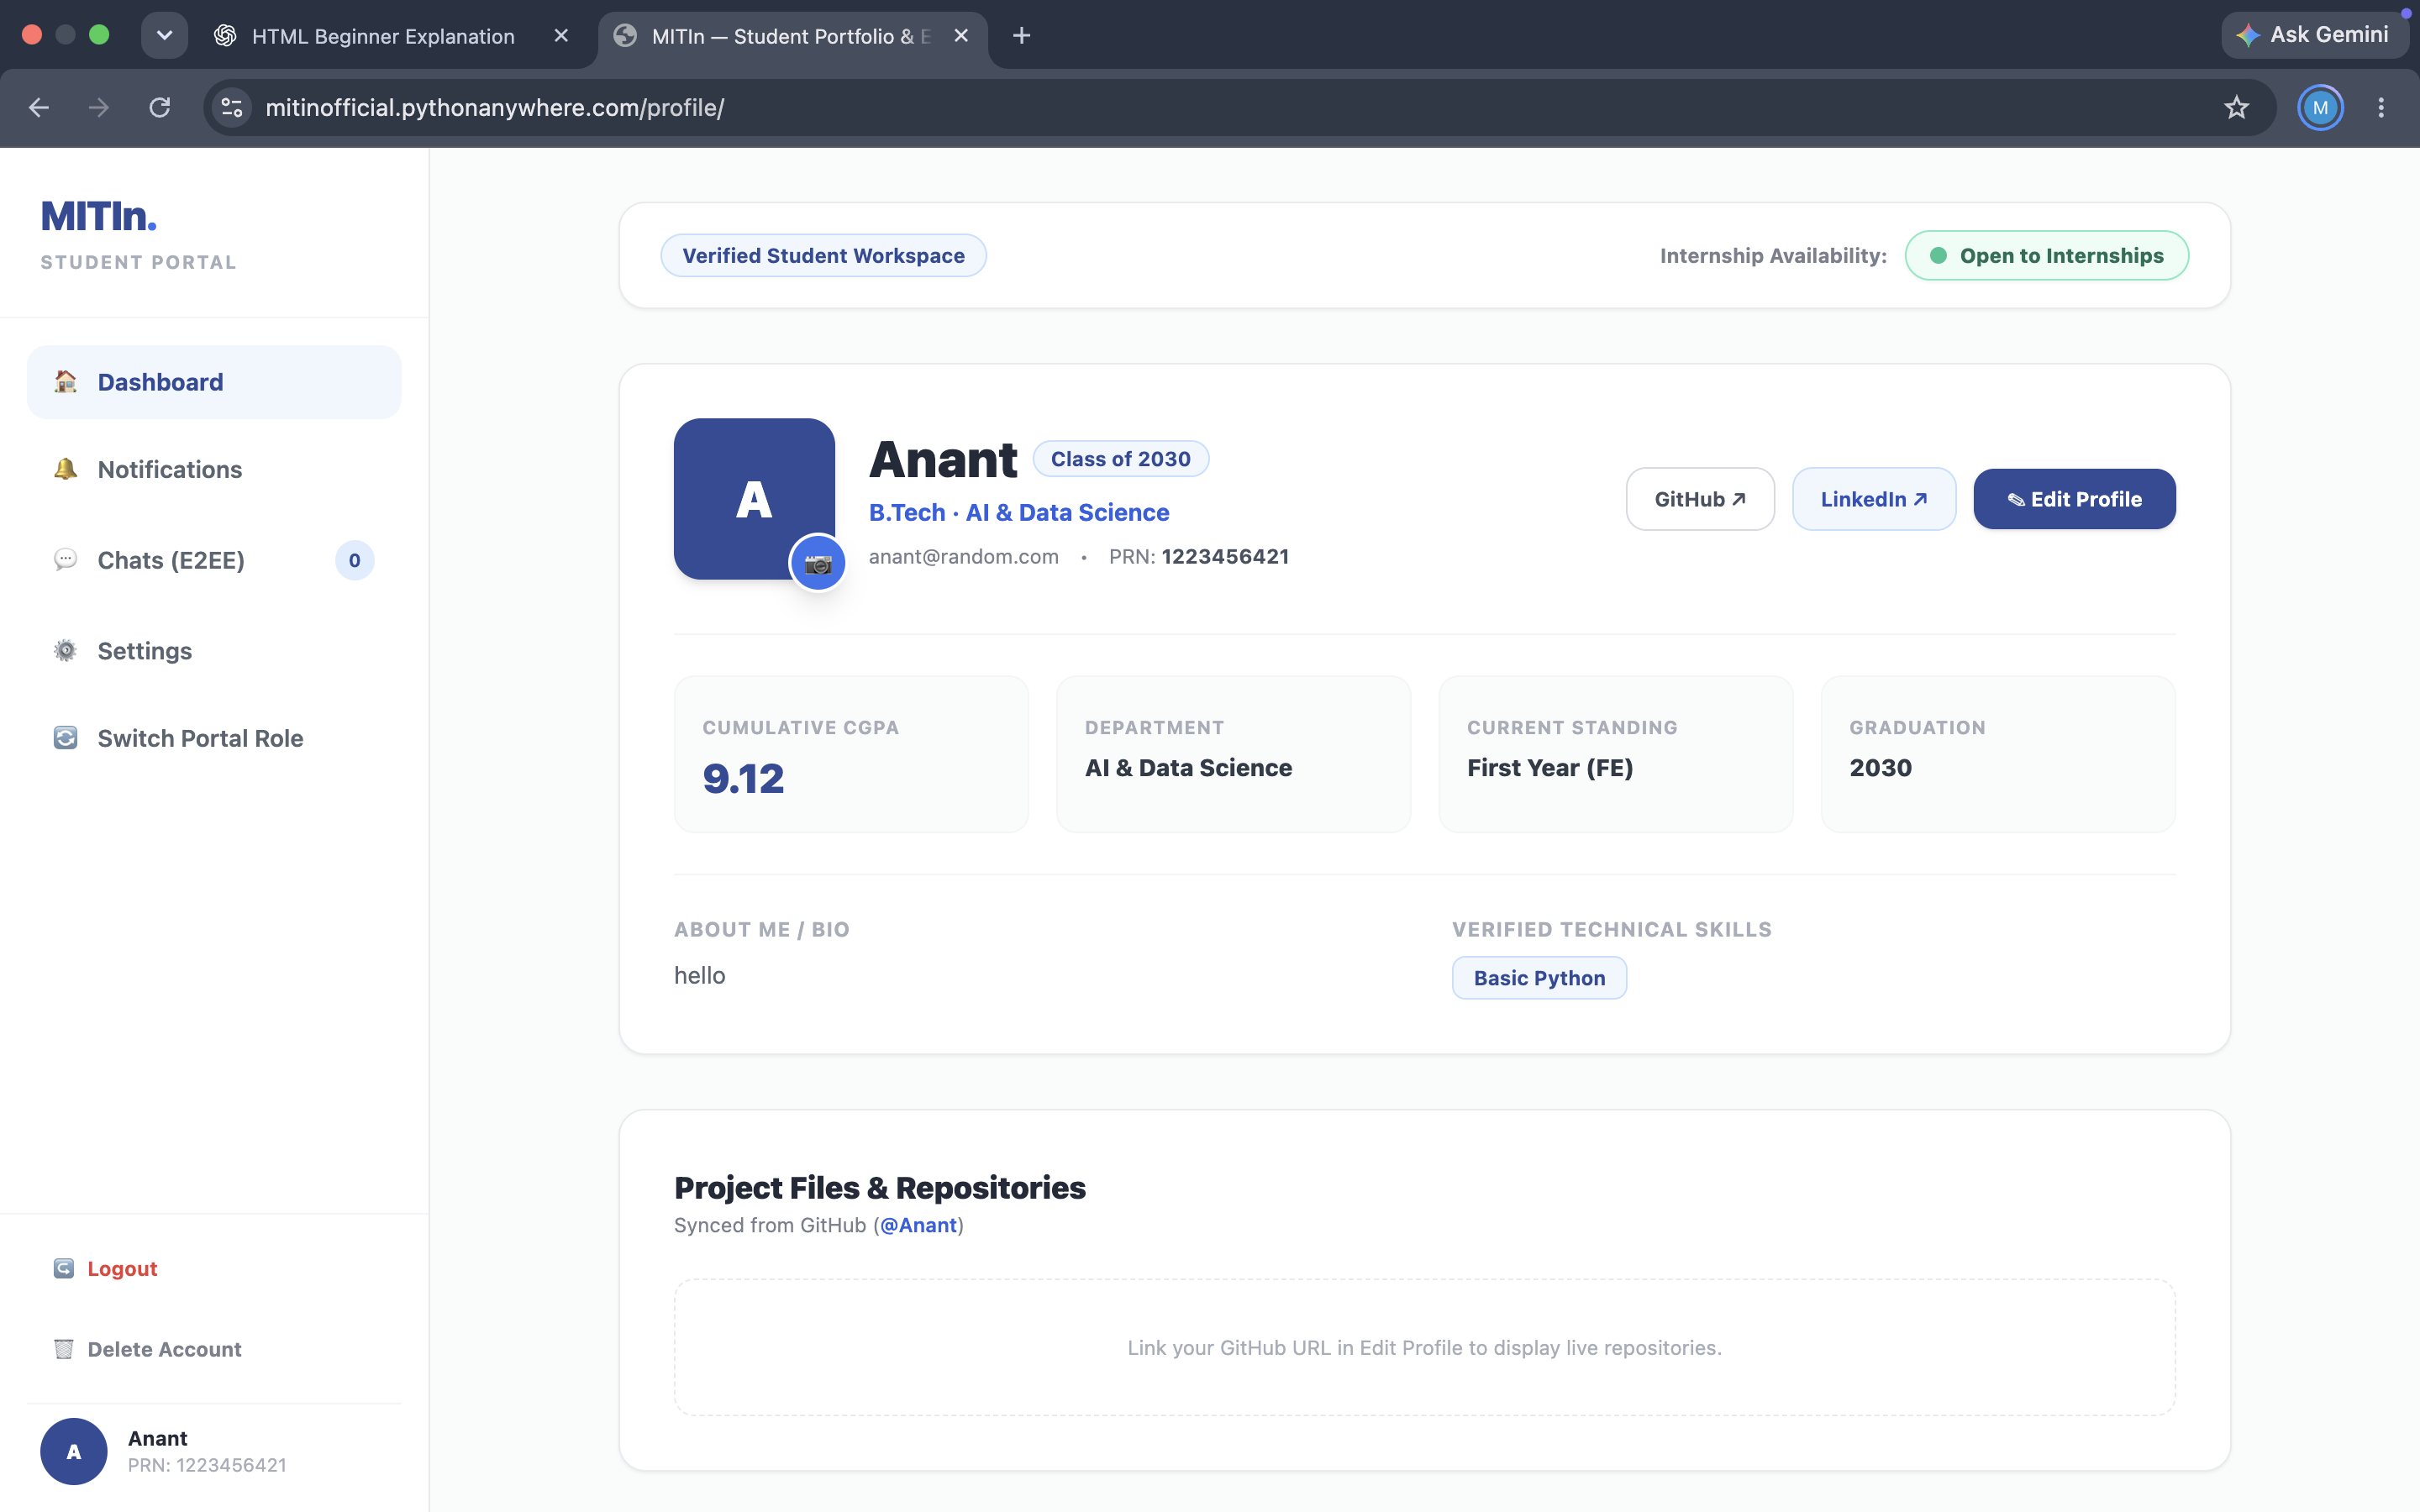 HTML Beginner Explanation
MITIn — Student Portfolio & E
Ask Gemini
mitinofficial.pythonanywhere.com/profile/
M
MITIn.
STUDENT PORTAL
Dashboard
Notifications
Chats (E2EE)
0
Settings
Switch Portal Role
Logout
Delete Account
A
Anant
PRN: 1223456421
Verified Student Workspace
Internship Availability:
Open to Internships
A
Anant
Class of 2030
B.Tech · AI & Data Science
anant@random.com • PRN: 1223456421
GitHub ↗
LinkedIn ↗
✎ Edit Profile
CUMULATIVE CGPA
9.12
DEPARTMENT
AI & Data Science
CURRENT STANDING
First Year (FE)
GRADUATION
2030
ABOUT ME / BIO
hello
VERIFIED TECHNICAL SKILLS
Basic Python
Project Files & Repositories
Synced from GitHub (@Anant)
Link your GitHub URL in Edit Profile to display live repositories.